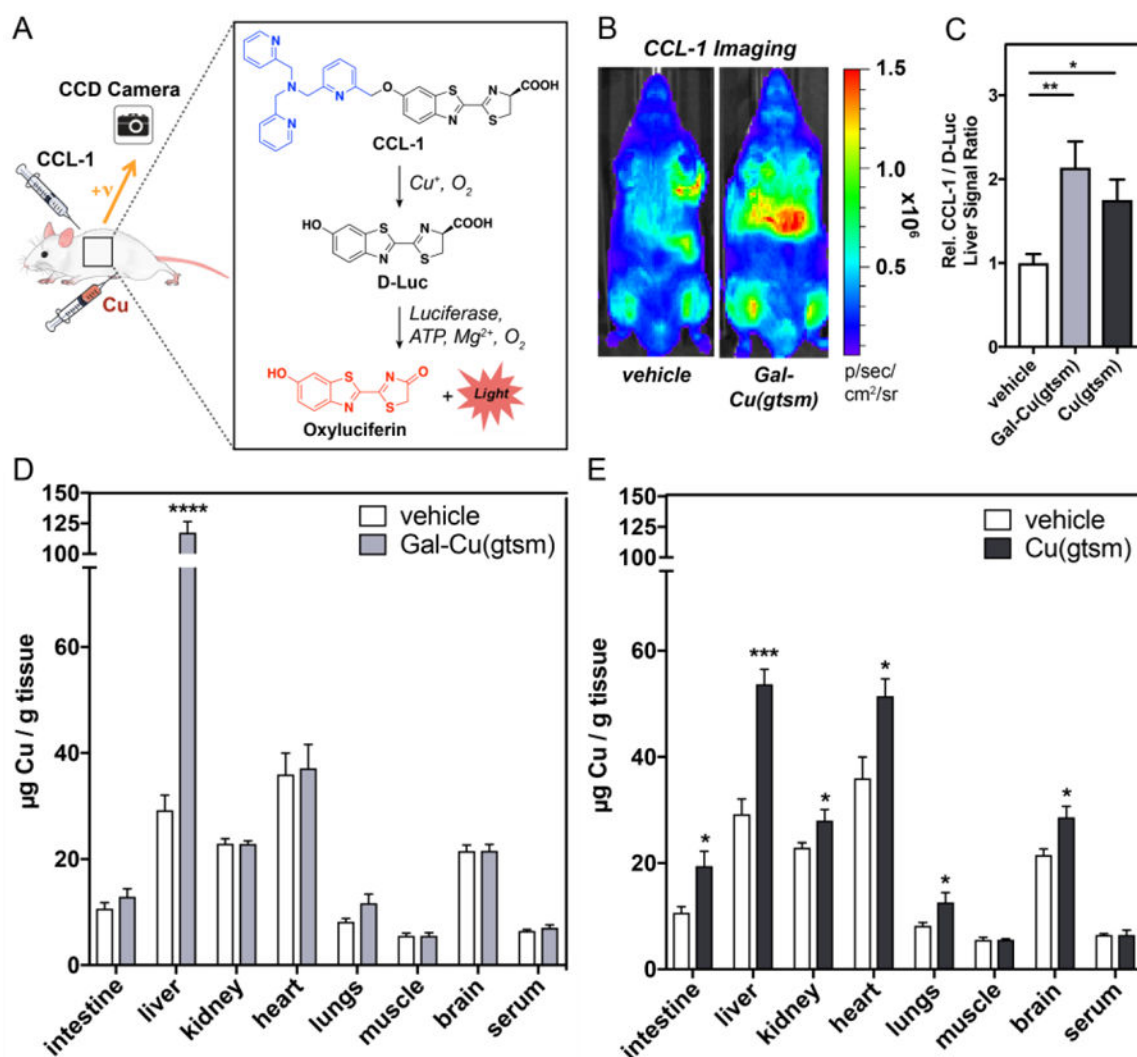 A
CCD Camera
CCL-1
+ν
Cu
N
N
N
N
O
S
N
N
S
COOH
CCL-1
Cu⁺, O₂
HO
S
N
N
S
COOH
D-Luc
Luciferase,
ATP, Mg²⁺, O₂
HO
S
N
N
S
O
+
Light
Oxyluciferin
B
CCL-1 Imaging
vehicle
Gal-
Cu(gtsm)
1.5
1.0
0.5
x10⁶
p/sec/
cm²/sr
C
Rel. CCL-1 / D-Luc
Liver Signal Ratio
3
2
1
0
*
**
vehicle
Gal-Cu(gtsm)
Cu(gtsm)
D
µg Cu / g tissue
150
125
100
60
40
20
0
****
vehicle
Gal-Cu(gtsm)
intestine
liver
kidney
heart
lungs
muscle
brain
serum
E
µg Cu / g tissue
150
125
100
60
40
20
0
vehicle
Cu(gtsm)
*
***
*
*
*
*
intestine
liver
kidney
heart
lungs
muscle
brain
serum